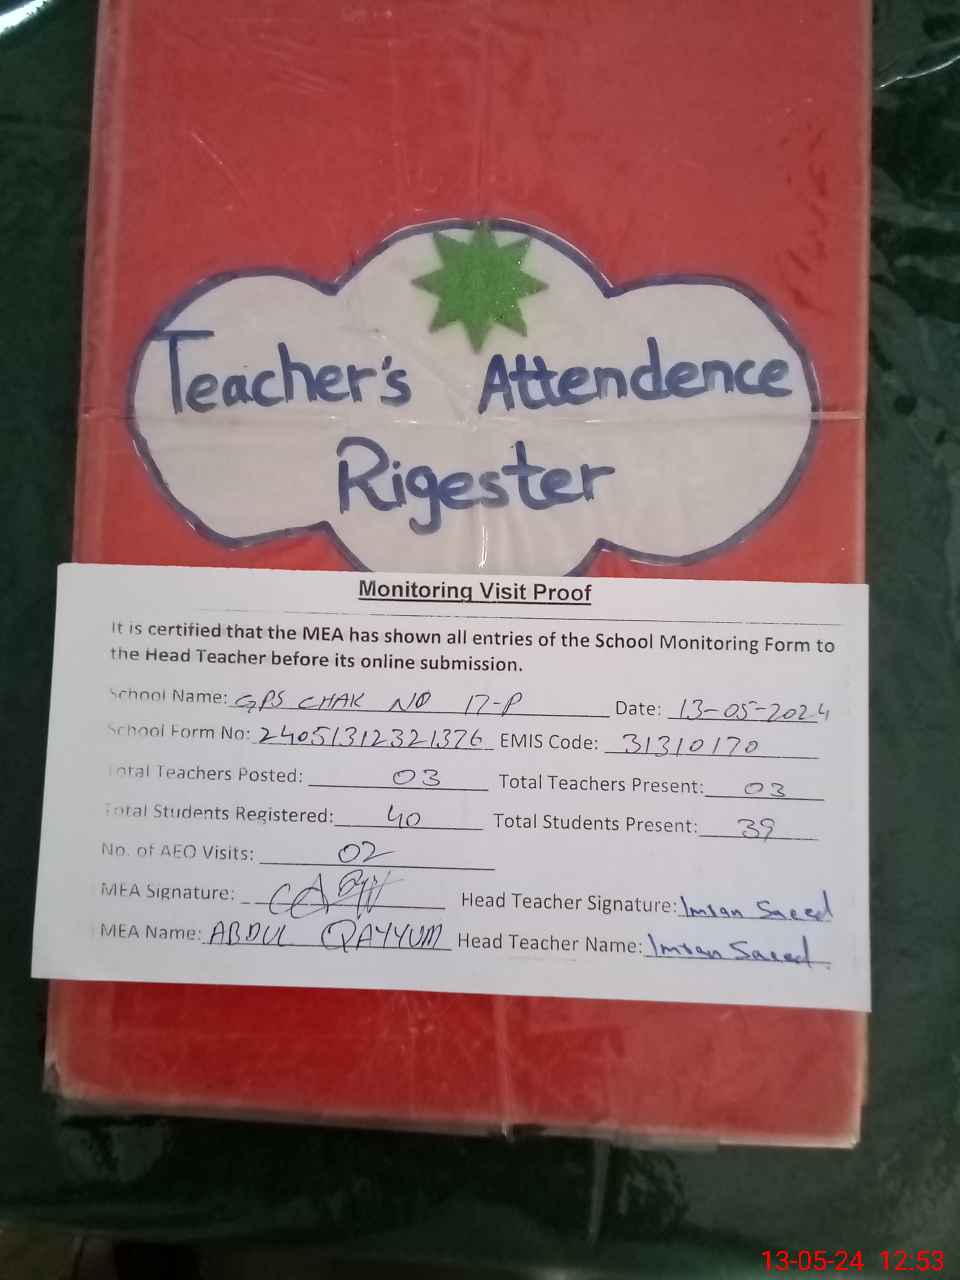 Teacher's Attendence
Rigester
Monitoring Visit Proof
It is certified that the MEA has shown all entries of the School Monitoring Form to
the Head Teacher before its online submission.
School Name: GPS CHAK NO 17-P Date: 13-05-2024
School Form No: 24051312321376 EMIS Code: 31310170
Total Teachers Posted: 03 Total Teachers Present: 03
Total Students Registered: 40 Total Students Present: 39
No. of AEO Visits: 02
MEA Signature: Head Teacher Signature: Imran Saeed
MEA Name: ABDUL QAYYUM Head Teacher Name: Imran Saeed
13-05-24 12:53